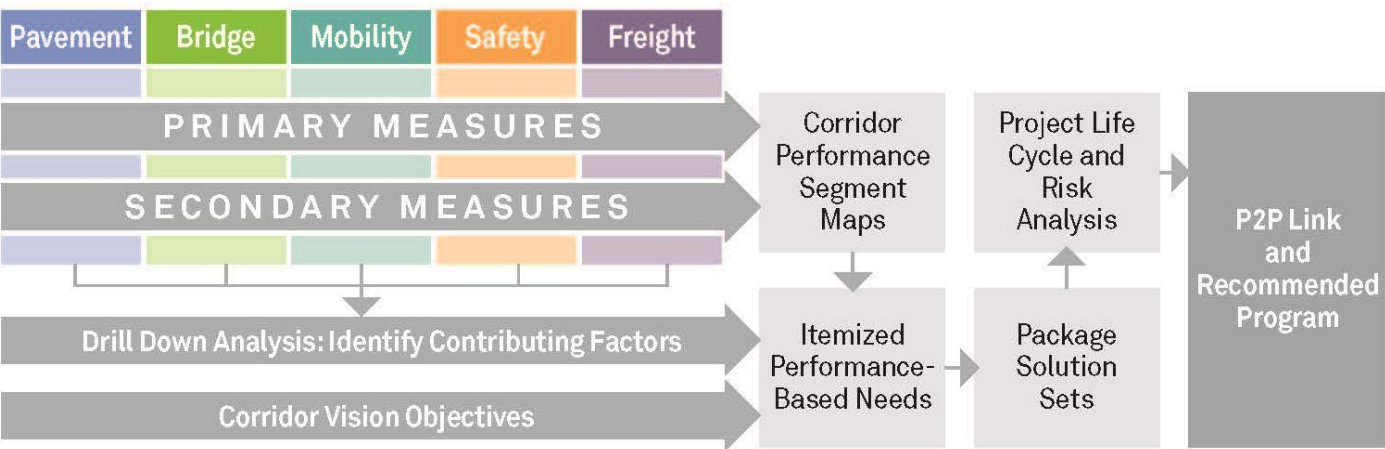 Pavement
Bridge
Mobility
Safety
Freight
PRIMARY MEASURES
SECONDARY MEASURES
Drill Down Analysis: Identify Contributing Factors
Corridor Vision Objectives
Corridor
Performance
Segment
Maps
Itemized
Performance-
Based Needs
Project Life
Cycle and
Risk
Analysis
Package
Solution
Sets
P2P Link
and
Recommended
Program